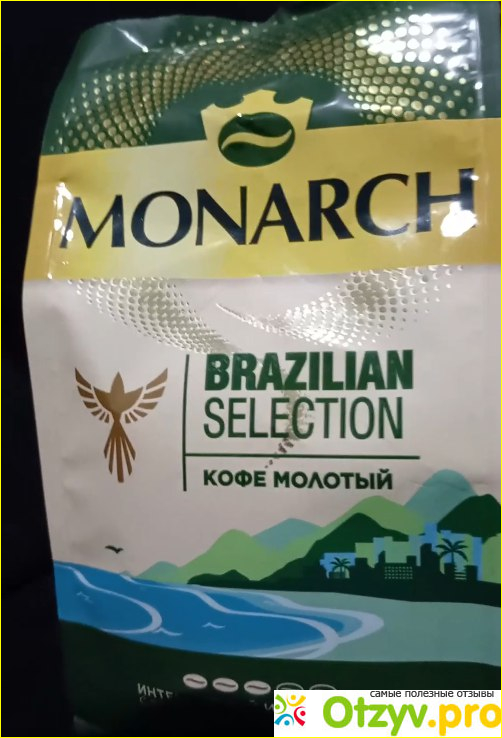 MONARCH
BRAZILIAN
SELECTION
КОФЕ МОЛОТЫЙ
самые полезные отзывы
Otzyv.pro